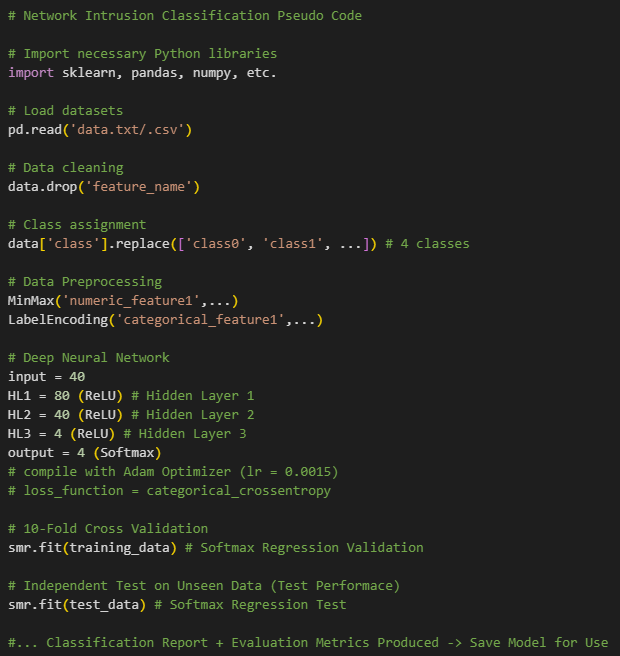 # Network Intrusion Classification Pseudo Code
# Import necessary Python libraries
import sklearn, pandas, numpy, etc.
# Load datasets
pd.read('data.txt/.csv')
# Data cleaning
data.drop('feature_name')
# Class assignment
data['class'].replace(['class0', 'class1', ...]) # 4 classes
# Data Preprocessing
MinMax('numeric_feature1',...)
LabelEncoding('categorical_feature1',...)
# Deep Neural Network
input = 40
HL1 = 80 (ReLU) # Hidden Layer 1
HL2 = 40 (ReLU) # Hidden Layer 2
HL3 = 4 (ReLU) # Hidden Layer 3
output = 4 (Softmax)
# compile with Adam Optimizer (lr = 0.0015)
# loss_function = categorical_crossentropy
# 10-Fold Cross Validation
smr.fit(training_data) # Softmax Regression Validation
# Independent Test on Unseen Data (Test Performace)
smr.fit(test_data) # Softmax Regression Test
#... Classification Report + Evaluation Metrics Produced -> Save Model for Use